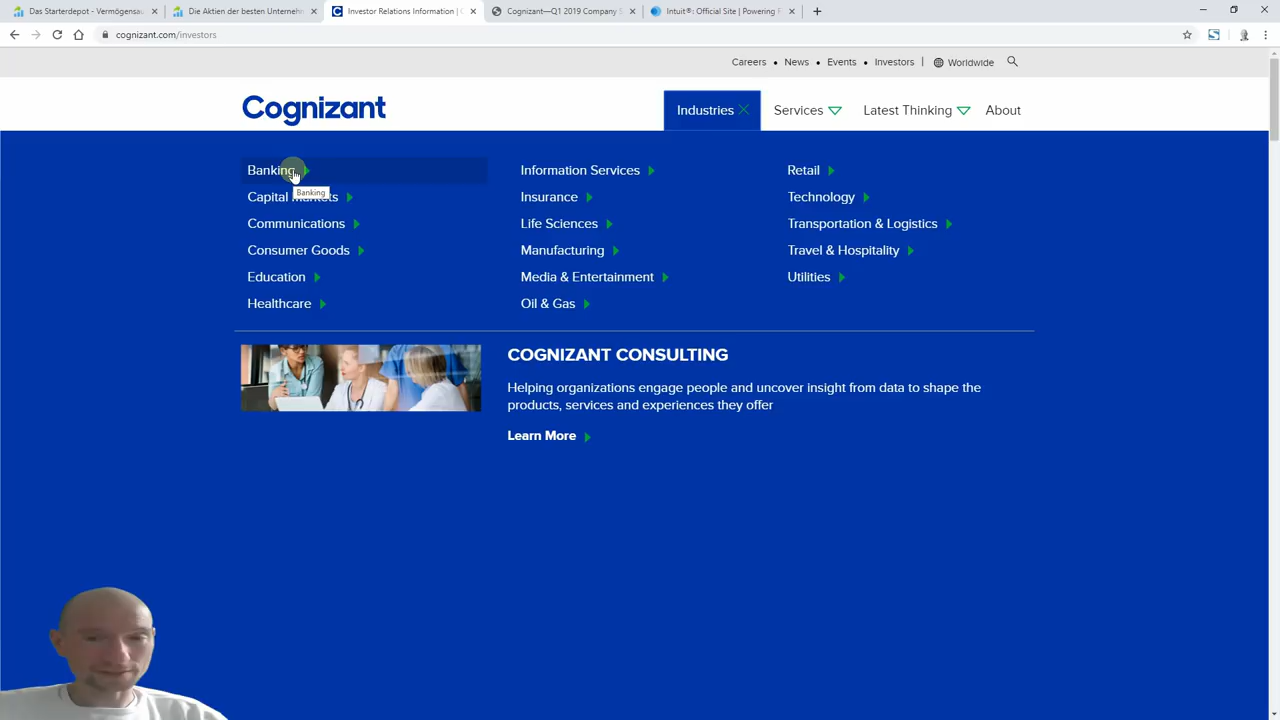 Das Starterdepot - Vermögensau
Die Aktien der besten Unternehm
Investor Relations Information | C
Cognizant—Q1 2019 Company S
Intuit®: Official Site | Powering P
cognizant.com/investors
Careers • News • Events • Investors | Worldwide
Cognizant
Industries
Services
Latest Thinking
About
Banking
Information Services
Retail
Banking
Capital Markets
Insurance
Technology
Communications
Life Sciences
Transportation & Logistics
Consumer Goods
Manufacturing
Travel & Hospitality
Education
Media & Entertainment
Utilities
Healthcare
Oil & Gas
COGNIZANT CONSULTING
Helping organizations engage people and uncover insight from data to shape the
products, services and experiences they offer
Learn More